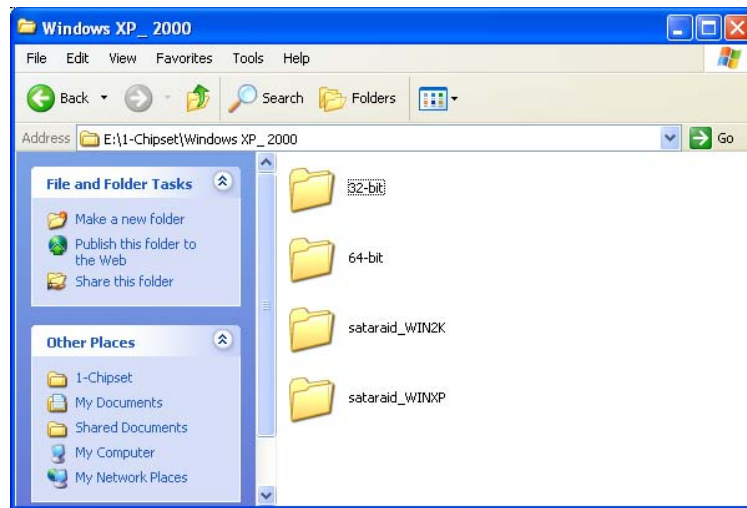 Windows XP_ 2000
File Edit View Favorites Tools Help
Back Search Folders
Address E:\1-Chipset\Windows XP_ 2000 Go
File and Folder Tasks
Make a new folder
Publish this folder to
the Web
Share this folder
Other Places
1-Chipset
My Documents
Shared Documents
My Computer
My Network Places
32-bit
64-bit
sataraid_WIN2K
sataraid_WINXP